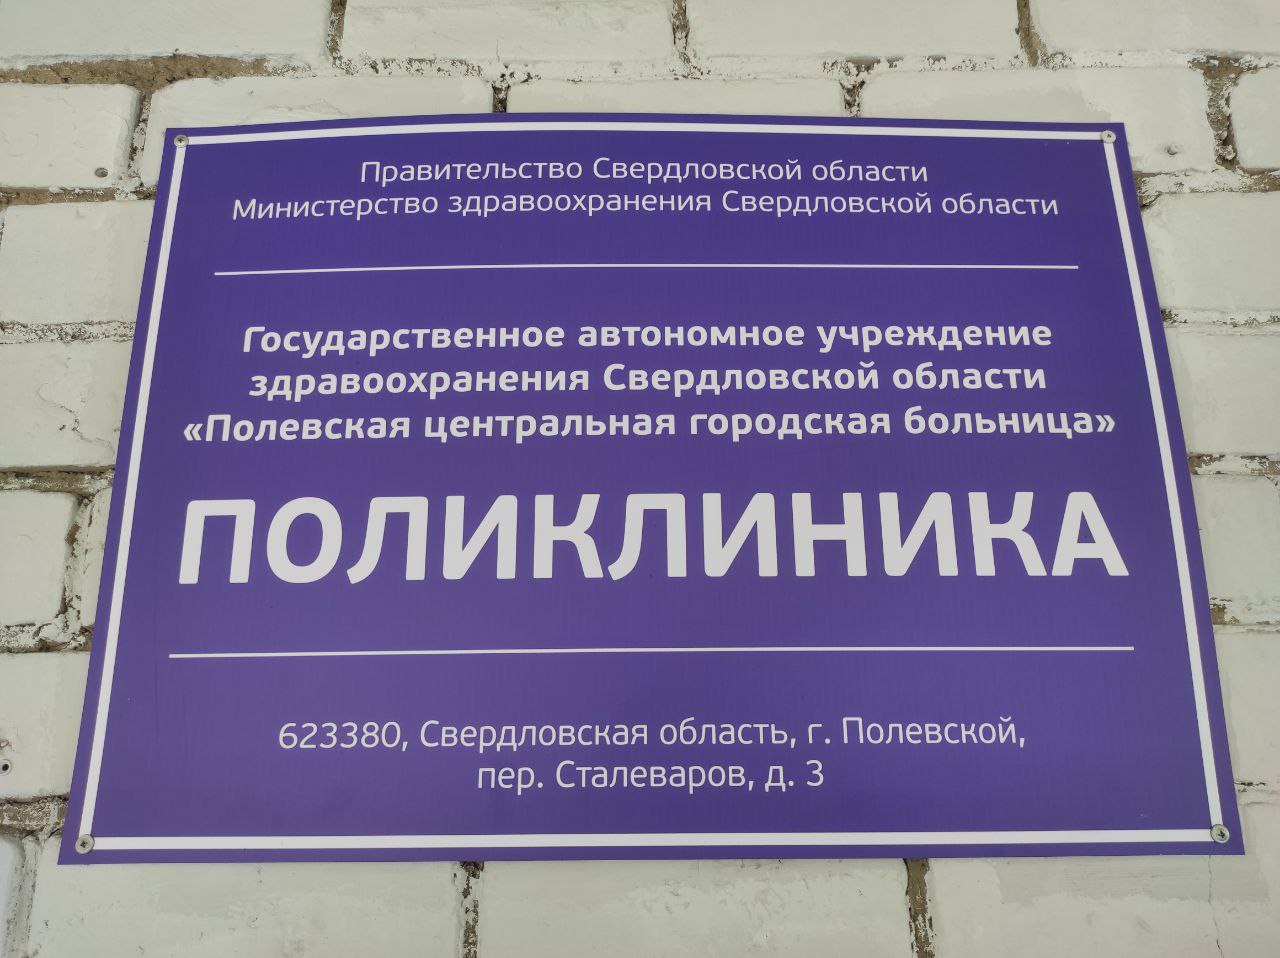 Правительство Свердловской области
Министерство здравоохранения Свердловской области
Государственное автономное учреждение
здравоохранения Свердловской области
«Полевская центральная городская больница»
ПОЛИКЛИНИКА
623380, Свердловская область, г. Полевской,
пер. Сталеваров, д. 3